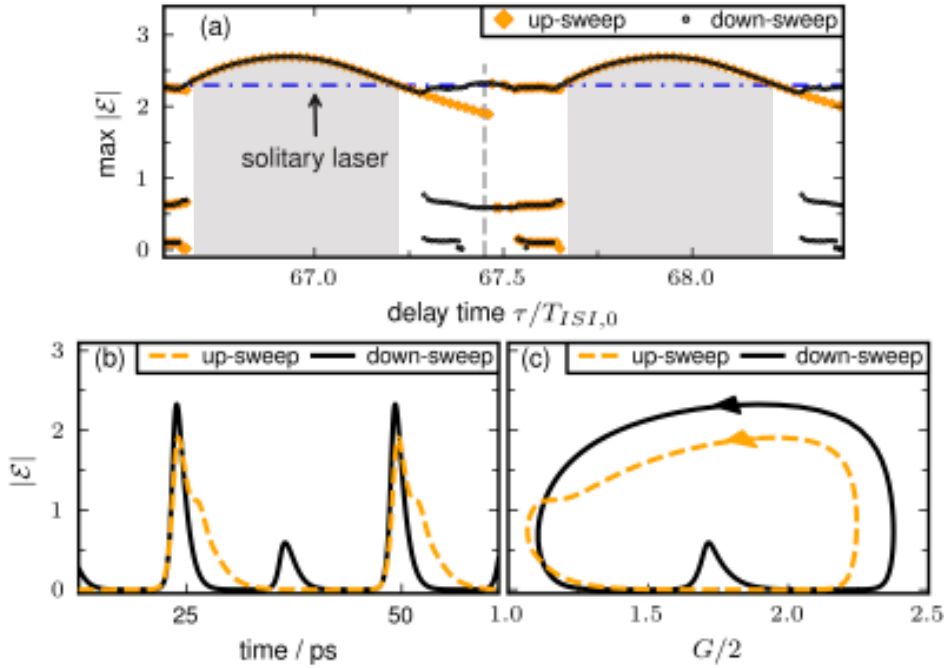 (a)
up-sweep
down-sweep
3
2
1
0
max |ℰ|
solitary laser
67.0
67.5
68.0
delay time τ/T_{ISI,0}
(b)
up-sweep
down-sweep
(c)
up-sweep
down-sweep
3
2
1
0
|ℰ|
25
50
1.0
1.5
2.0
2.5
time / ps
G/2